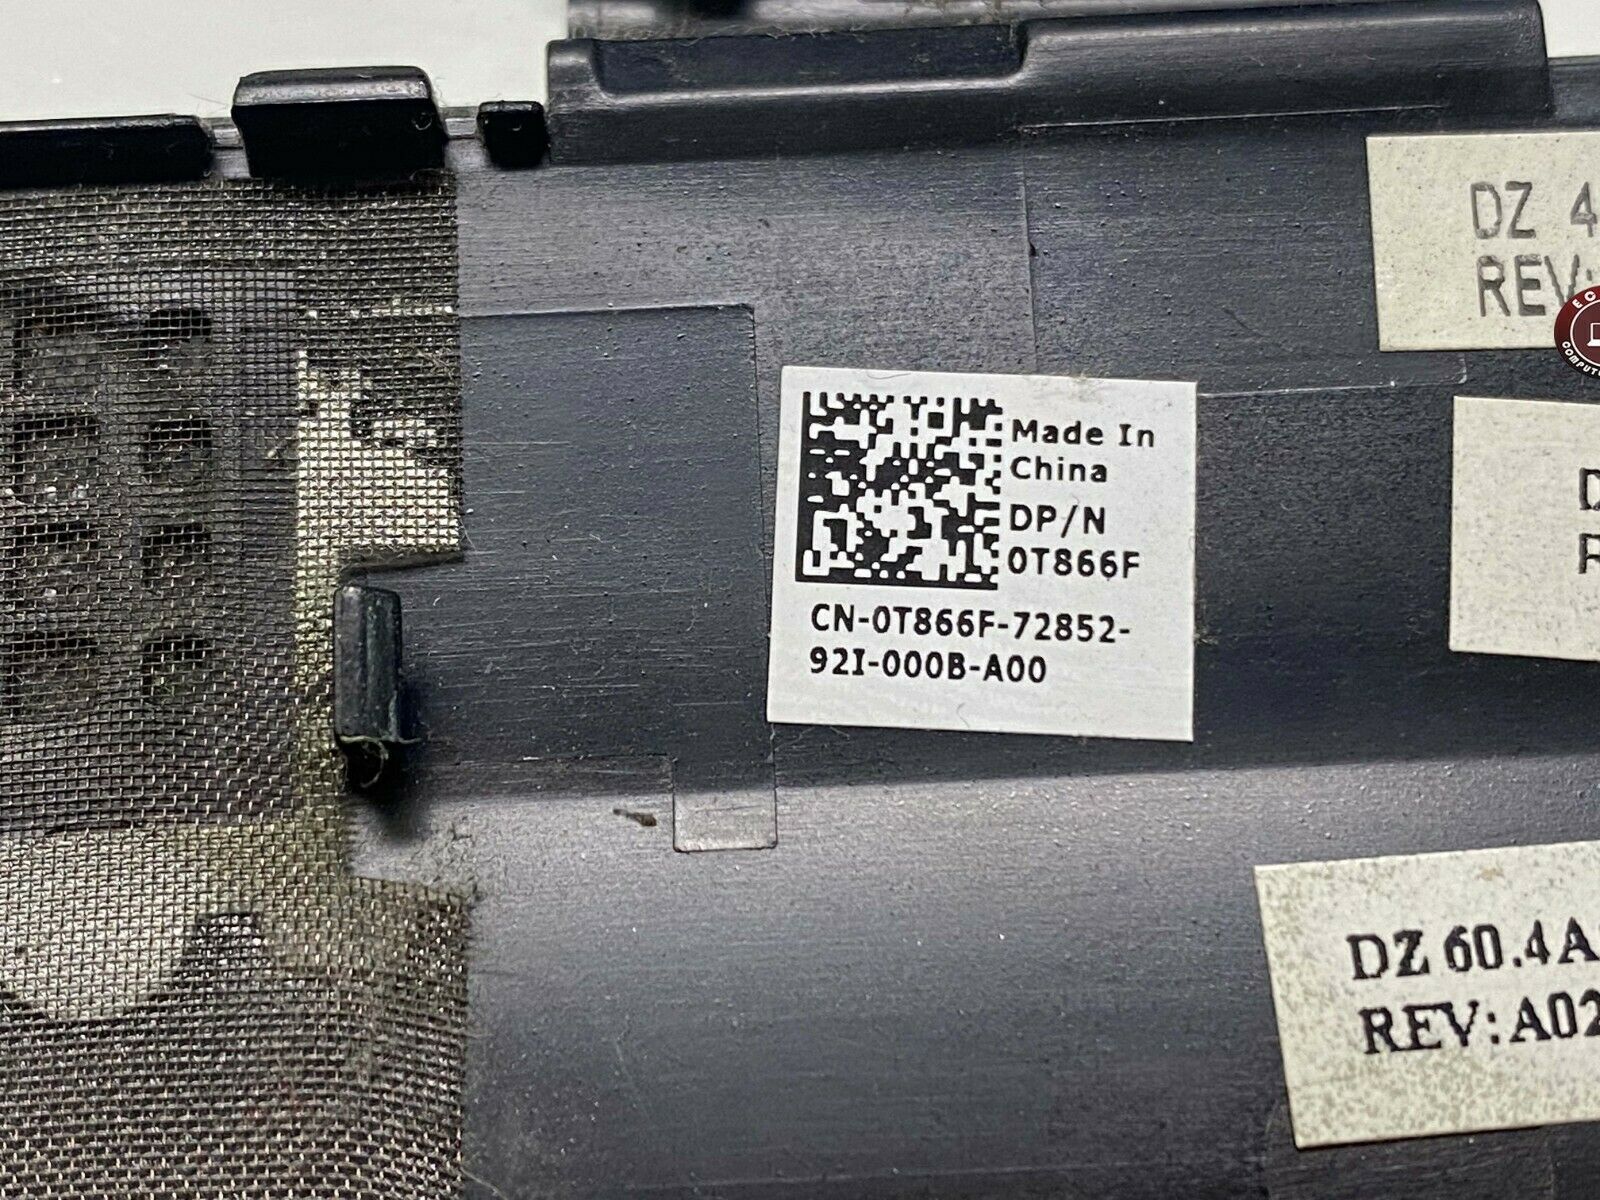 DZ 4
REV:
Made In
China
DP/N
0T866F
CN-0T866F-72852-
92I-000B-A00
DZ 60.4A
REV:A02